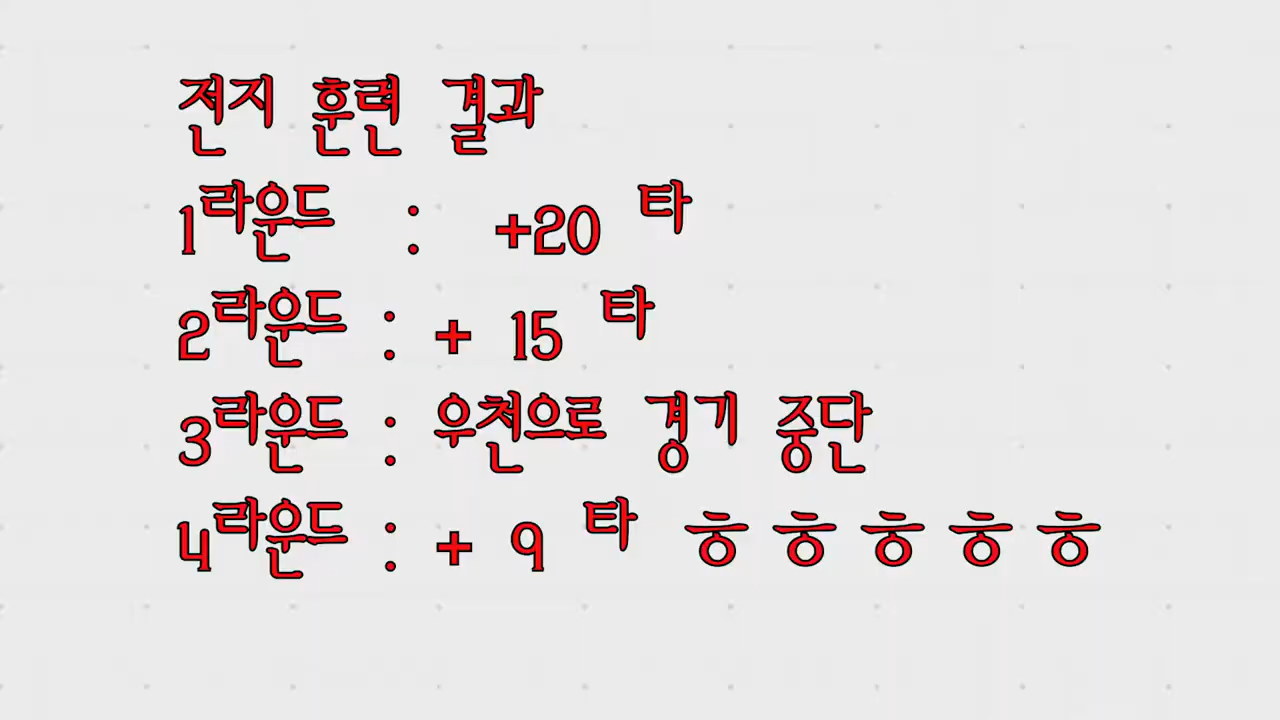 전지 훈련 결과
1라운드 : +20 타
2라운드 : + 15 타
3라운드 : 우천으로 경기 중단
4라운드 : + 9 타 ㅎㅎㅎㅎㅎ